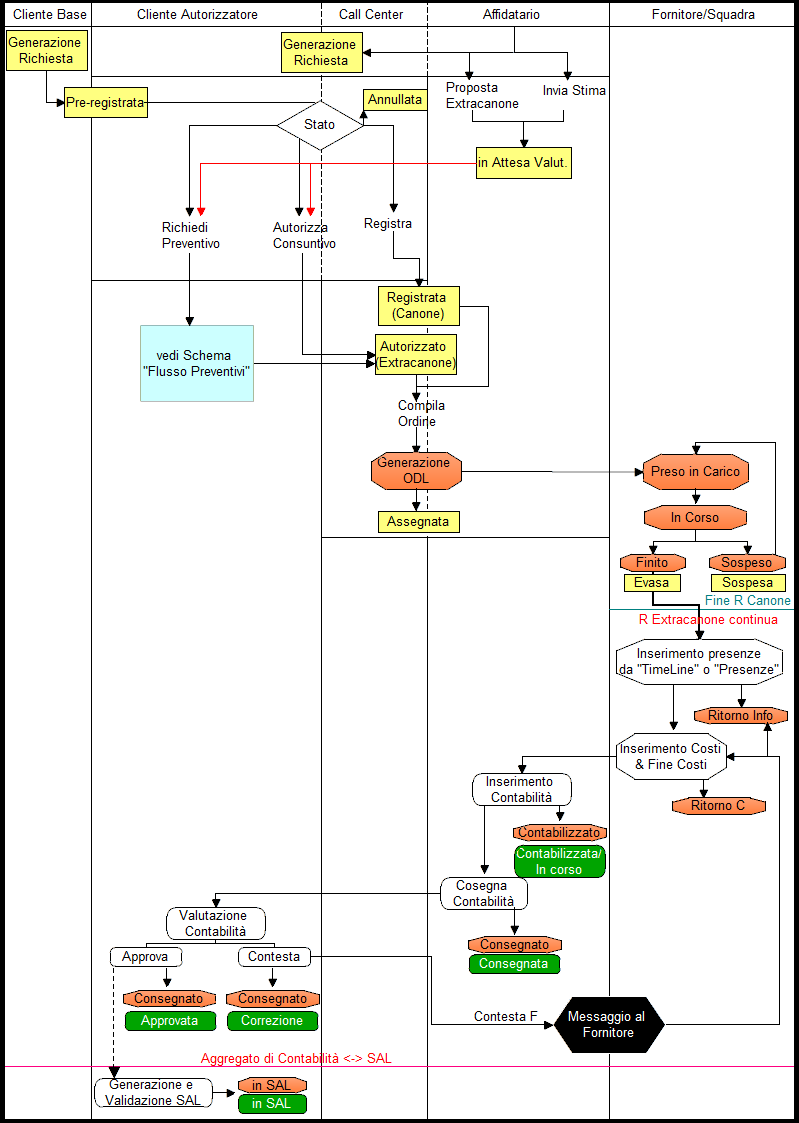 Cliente Base
Cliente Autorizzatore
Call Center
Affidatario
Fornitore/Squadra
Generazione
Richiesta
Generazione
Richiesta
Proposta
Extracanone
Invia Stima
Pre-registrata
Annullata
Stato
in Attesa Valut.
Richiedi
Preventivo
Autorizza
Consuntivo
Registra
Registrata
(Canone)
vedi Schema
"Flusso Preventivi"
Autorizzato
(Extracanone)
Compila
Ordine
Generazione
ODL
Preso in Carico
Assegnata
In Corso
Finito
Sospeso
Evasa
Sospesa
Fine R Canone
R Extracanone continua
Inserimento presenze
da "TimeLine" o "Presenze"
Ritorno Info
Inserimento Costi
& Fine Costi
Ritorno C
Inserimento
Contabilità
Contabilizzato
Contabilizzata/
In corso
Cosegna
Contabilità
Valutazione
Contabilità
Consegnato
Consegnata
Approva
Contesta
Consegnato
Consegnato
Approvata
Correzione
Contesta F
Messaggio al
Fornitore
Aggregato di Contabilità <-> SAL
Generazione e
Validazione SAL
in SAL
in SAL